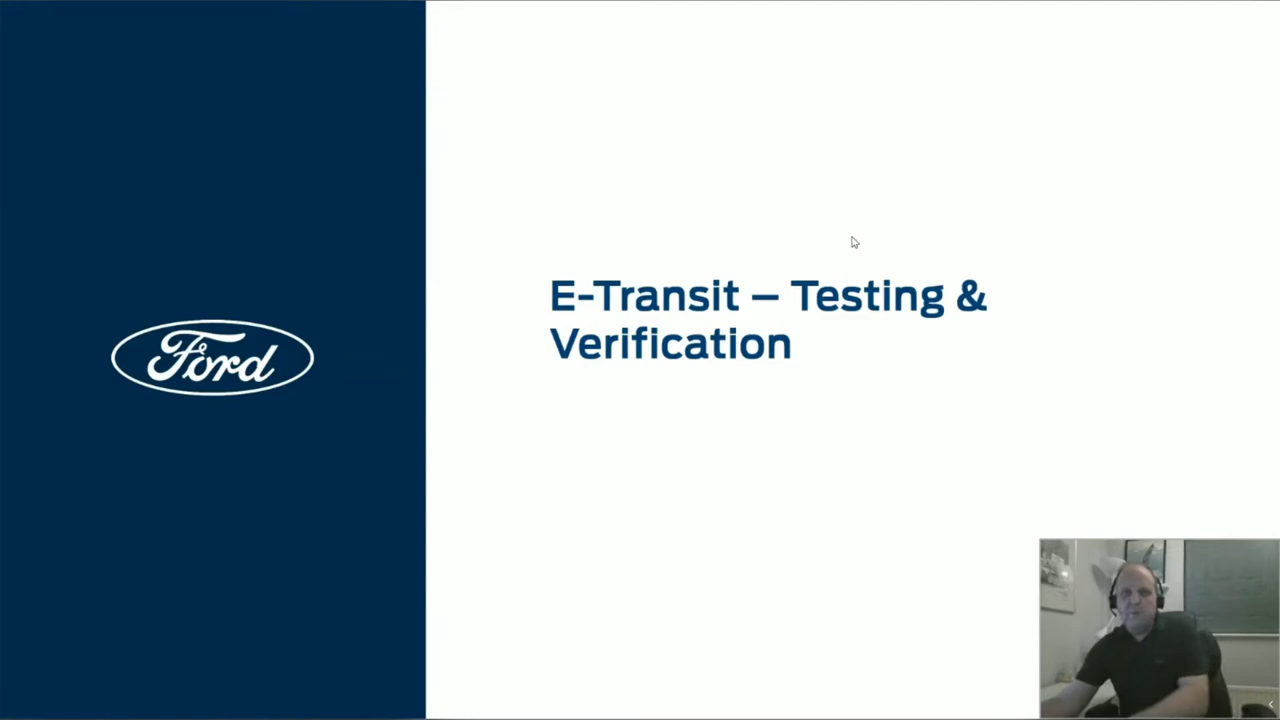 Ford
E-Transit – Testing &
Verification